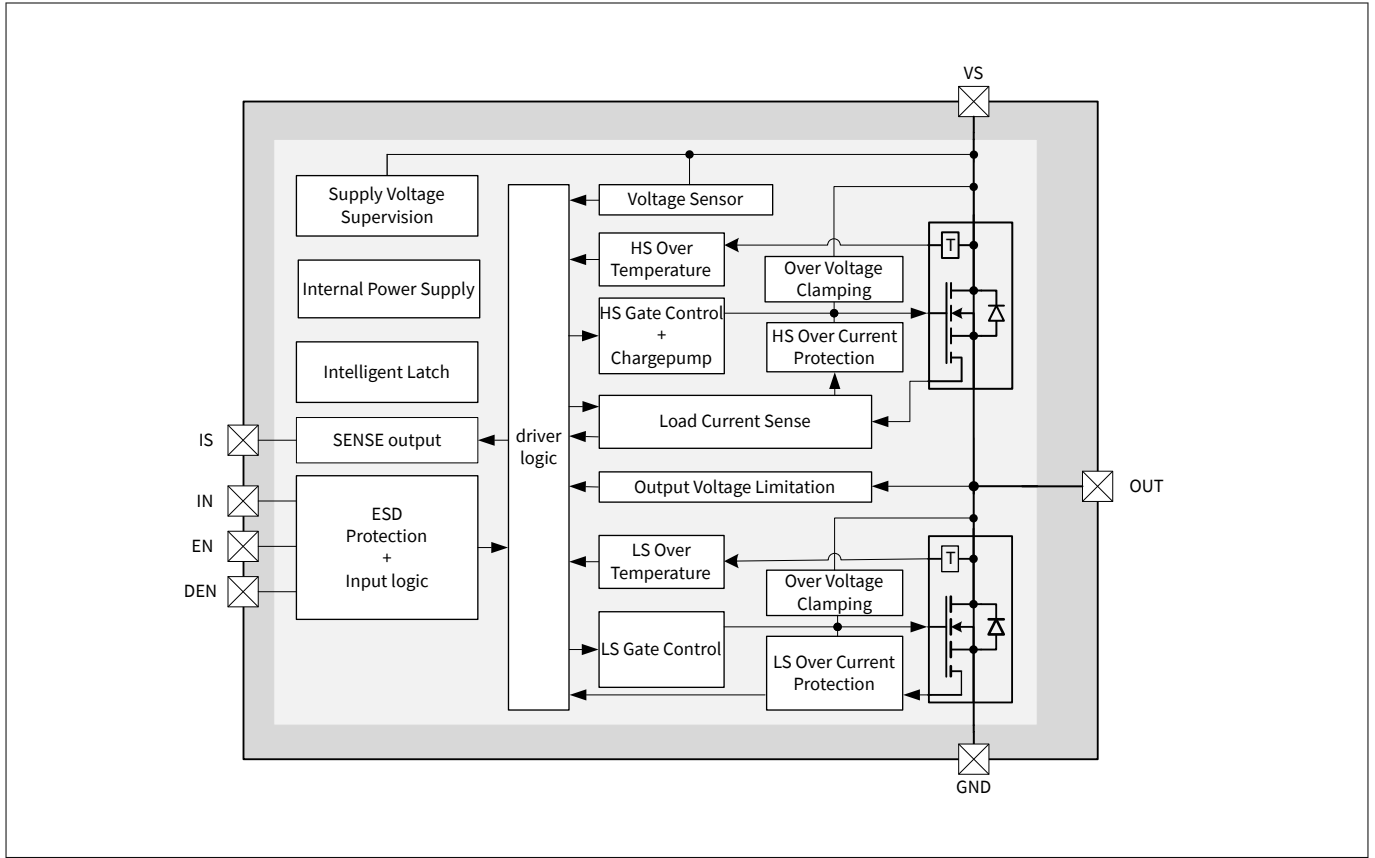 VS
Supply Voltage
Supervision
Voltage Sensor
HS Over
Temperature
T
Over Voltage
Clamping
Internal Power Supply
HS Gate Control
+
Chargepump
HS Over Current
Protection
Intelligent Latch
Load Current Sense
IS
SENSE output
driver
logic
Output Voltage Limitation
OUT
IN
EN
DEN
ESD
Protection
+
Input logic
LS Over
Temperature
T
Over Voltage
Clamping
LS Gate Control
LS Over Current
Protection
GND